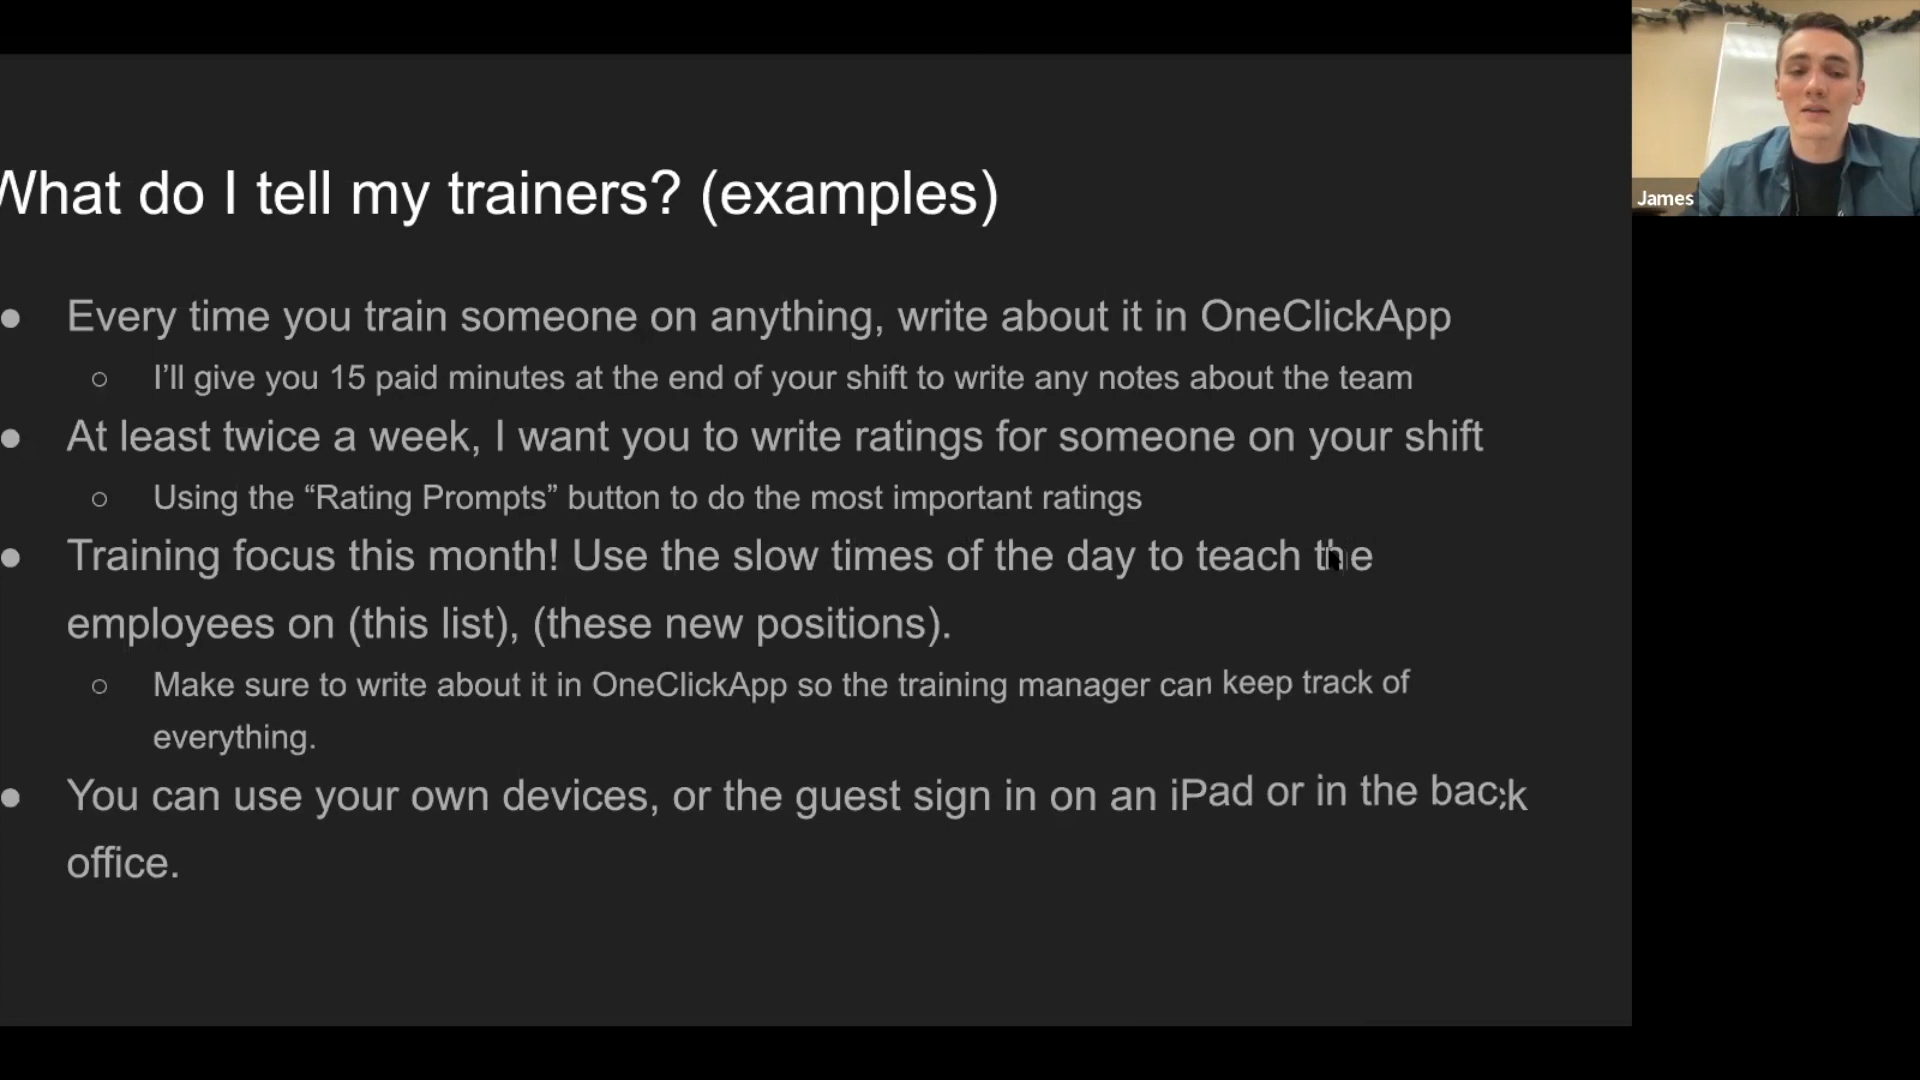 What do I tell my trainers? (examples)
● Every time you train someone on anything, write about it in OneClickApp
○ I’ll give you 15 paid minutes at the end of your shift to write any notes about the team
● At least twice a week, I want you to write ratings for someone on your shift
○ Using the “Rating Prompts” button to do the most important ratings
● Training focus this month! Use the slow times of the day to teach the
employees on (this list), (these new positions).
○ Make sure to write about it in OneClickApp so the training manager can keep track of
everything.
● You can use your own devices, or the guest sign in on an iPad or in the back
office.
James